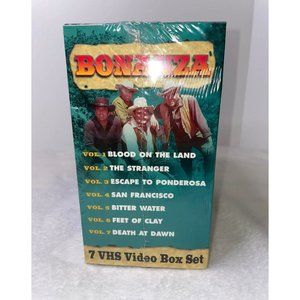 BONANZA
VOL. 1 BLOOD ON THE LAND
VOL. 2 THE STRANGER
VOL. 3 ESCAPE TO PONDEROSA
VOL. 4 SAN FRANCISCO
VOL. 5 BITTER WATER
VOL. 6 FEET OF CLAY
VOL. 7 DEATH AT DAWN
7 VHS Video Box Set